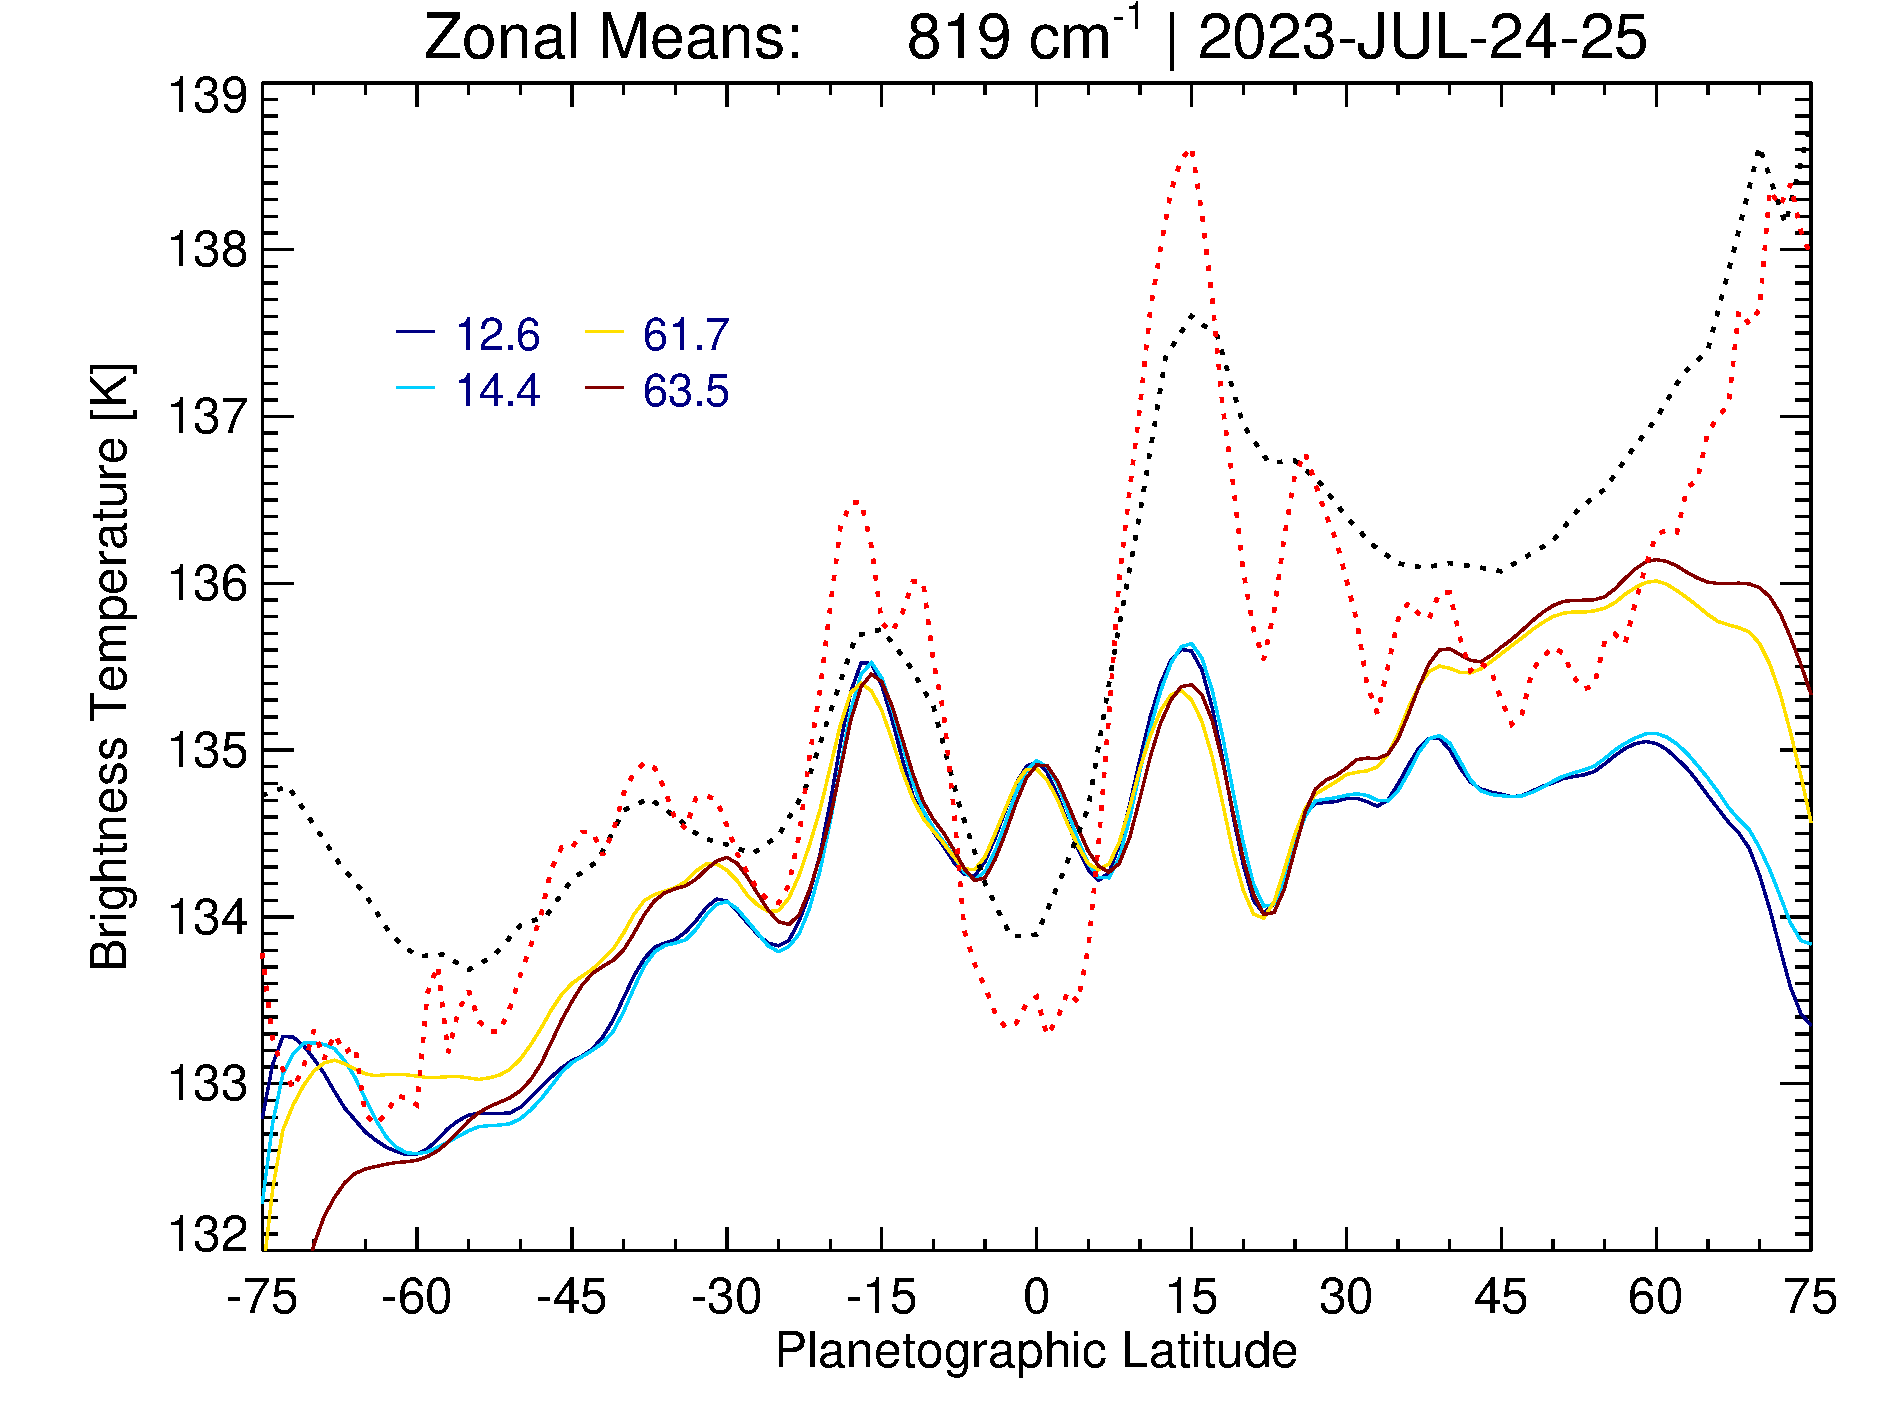 Zonal Means: 819 cm⁻¹ | 2023-JUL-24-25
139
138
137
136
135
134
133
132
Brightness Temperature [K]
12.6 61.7
14.4 63.5
-75 -60 -45 -30 -15 0 15 30 45 60 75
Planetographic Latitude